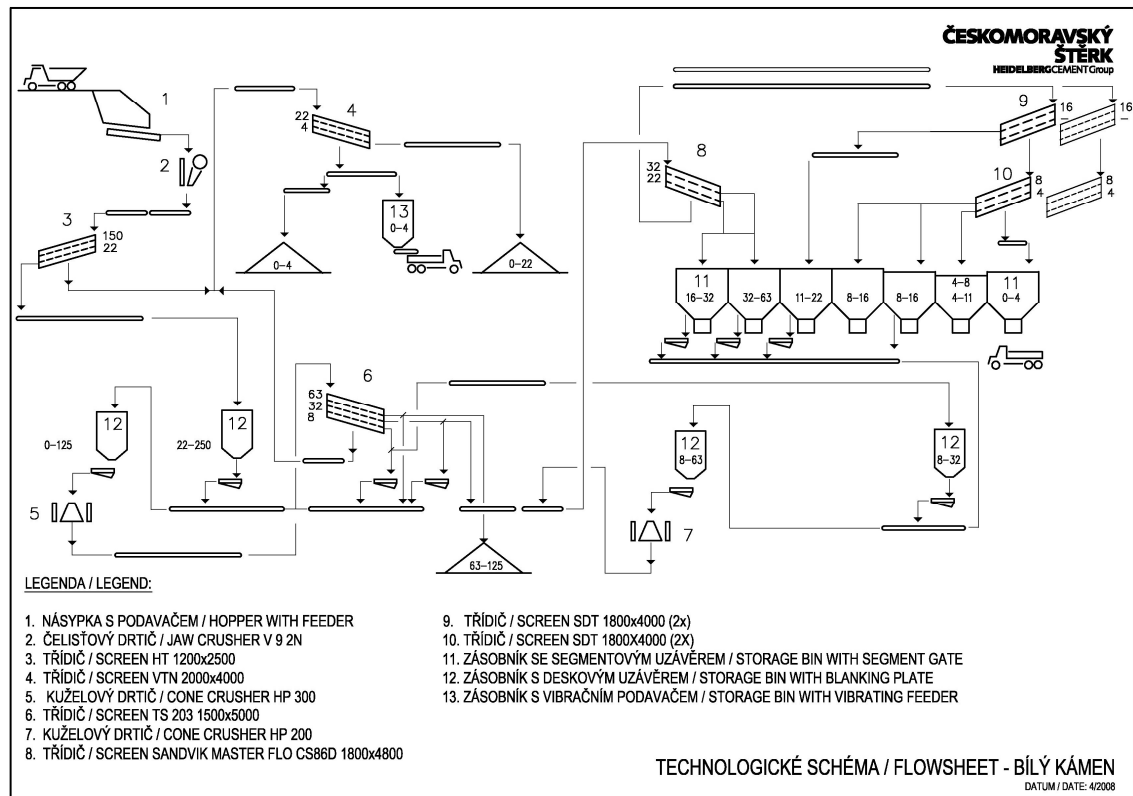 ČESKOMORAVSKÝ
ŠTĚRK
HEIDELBERGCEMENT Group
1
2
3
150
22
22
4
4
13
0-4
0-4
0-22
8
32
22
9
16
16
10
8
4
8
4
11
16-32
32-63
11-22
8-16
8-16
4-8
4-11
11
0-4
6
63
32
8
12
0-125
12
22-250
5
63-125
12
8-63
7
12
8-32
LEGENDA / LEGEND:
1. NÁSYPKA S PODAVAČEM / HOPPER WITH FEEDER
2. ČELISŤOVÝ DRTIČ / JAW CRUSHER V 9 2N
3. TŘÍDIČ / SCREEN HT 1200x2500
4. TŘÍDIČ / SCREEN VTN 2000x4000
5. KUŽELOVÝ DRTIČ / CONE CRUSHER HP 300
6. TŘÍDIČ / SCREEN TS 203 1500x5000
7. KUŽELOVÝ DRTIČ / CONE CRUSHER HP 200
8. TŘÍDIČ / SCREEN SANDVIK MASTER FLO CS86D 1800x4800
9. TŘÍDIČ / SCREEN SDT 1800x4000 (2x)
10. TŘÍDIČ / SCREEN SDT 1800X4000 (2X)
11. ZÁSOBNÍK SE SEGMENTOVÝM UZÁVĚREM / STORAGE BIN WITH SEGMENT GATE
12. ZÁSOBNÍK S DESKOVÝM UZÁVĚREM / STORAGE BIN WITH BLANKING PLATE
13. ZÁSOBNÍK S VIBRAČNÍM PODAVAČEM / STORAGE BIN WITH VIBRATING FEEDER
TECHNOLOGICKÉ SCHÉMA / FLOWSHEET - BÍLÝ KÁMEN
DATUM / DATE: 4/2008